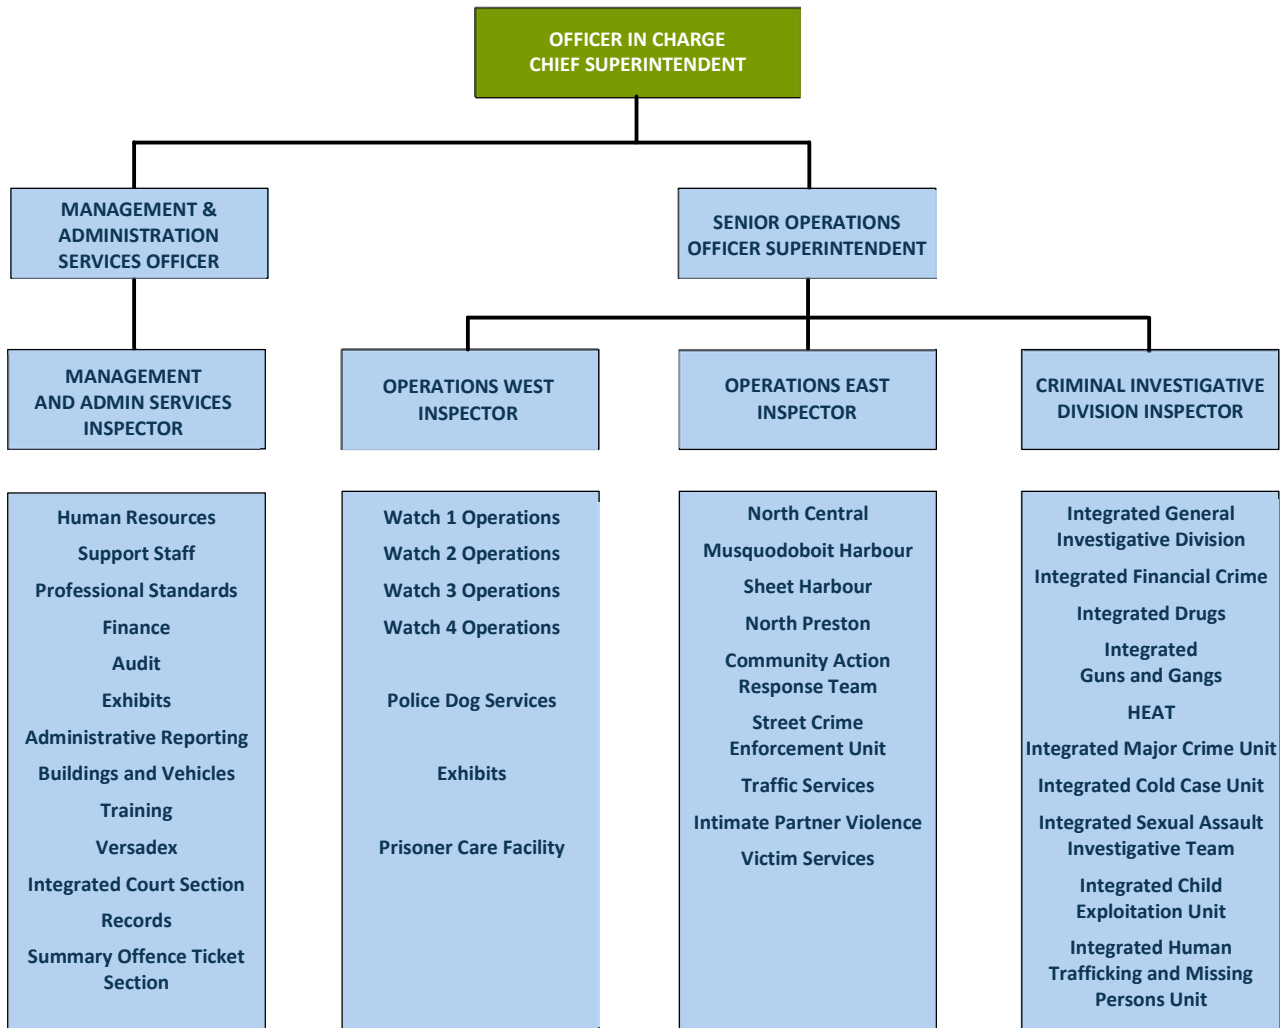 OFFICER IN CHARGE
CHIEF SUPERINTENDENT
MANAGEMENT &
ADMINISTRATION
SERVICES OFFICER
SENIOR OPERATIONS
OFFICER SUPERINTENDENT
MANAGEMENT
AND ADMIN SERVICES
INSPECTOR
OPERATIONS WEST
INSPECTOR
OPERATIONS EAST
INSPECTOR
CRIMINAL INVESTIGATIVE
DIVISION INSPECTOR
Human Resources
Support Staff
Professional Standards
Finance
Audit
Exhibits
Administrative Reporting
Buildings and Vehicles
Training
Versadex
Integrated Court Section
Records
Summary Offence Ticket
Section
Watch 1 Operations
Watch 2 Operations
Watch 3 Operations
Watch 4 Operations
Police Dog Services
Exhibits
Prisoner Care Facility
North Central
Musquodoboit Harbour
Sheet Harbour
North Preston
Community Action
Response Team
Street Crime
Enforcement Unit
Traffic Services
Intimate Partner Violence
Victim Services
Integrated General
Investigative Division
Integrated Financial Crime
Integrated Drugs
Integrated
Guns and Gangs
HEAT
Integrated Major Crime Unit
Integrated Cold Case Unit
Integrated Sexual Assault
Investigative Team
Integrated Child
Exploitation Unit
Integrated Human
Trafficking and Missing
Persons Unit